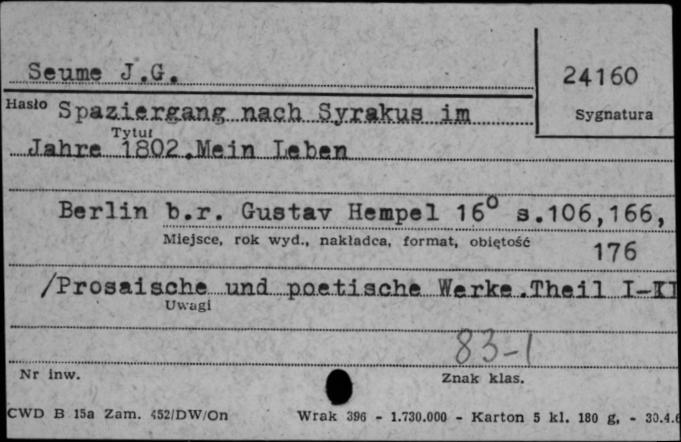 Seume J.G.
24160
Hasło Spaziergang nach Syrakus im
Sygnatura
Tytuł
Jahre 1802.Mein Leben
Berlin b.r. Gustav Hempel 16° s.106,166,
Miejsce, rok wyd., nakładca, format, objętość
176
/Prosaische und poetische Werke.Theil I-II
Uwagi
83-1
Nr inw.
Znak klas.
CWD B 15a Zam. 452/DW/On Wrak 396 - 1.730.000 - Karton 5 kl. 180 g, - 30.4.6